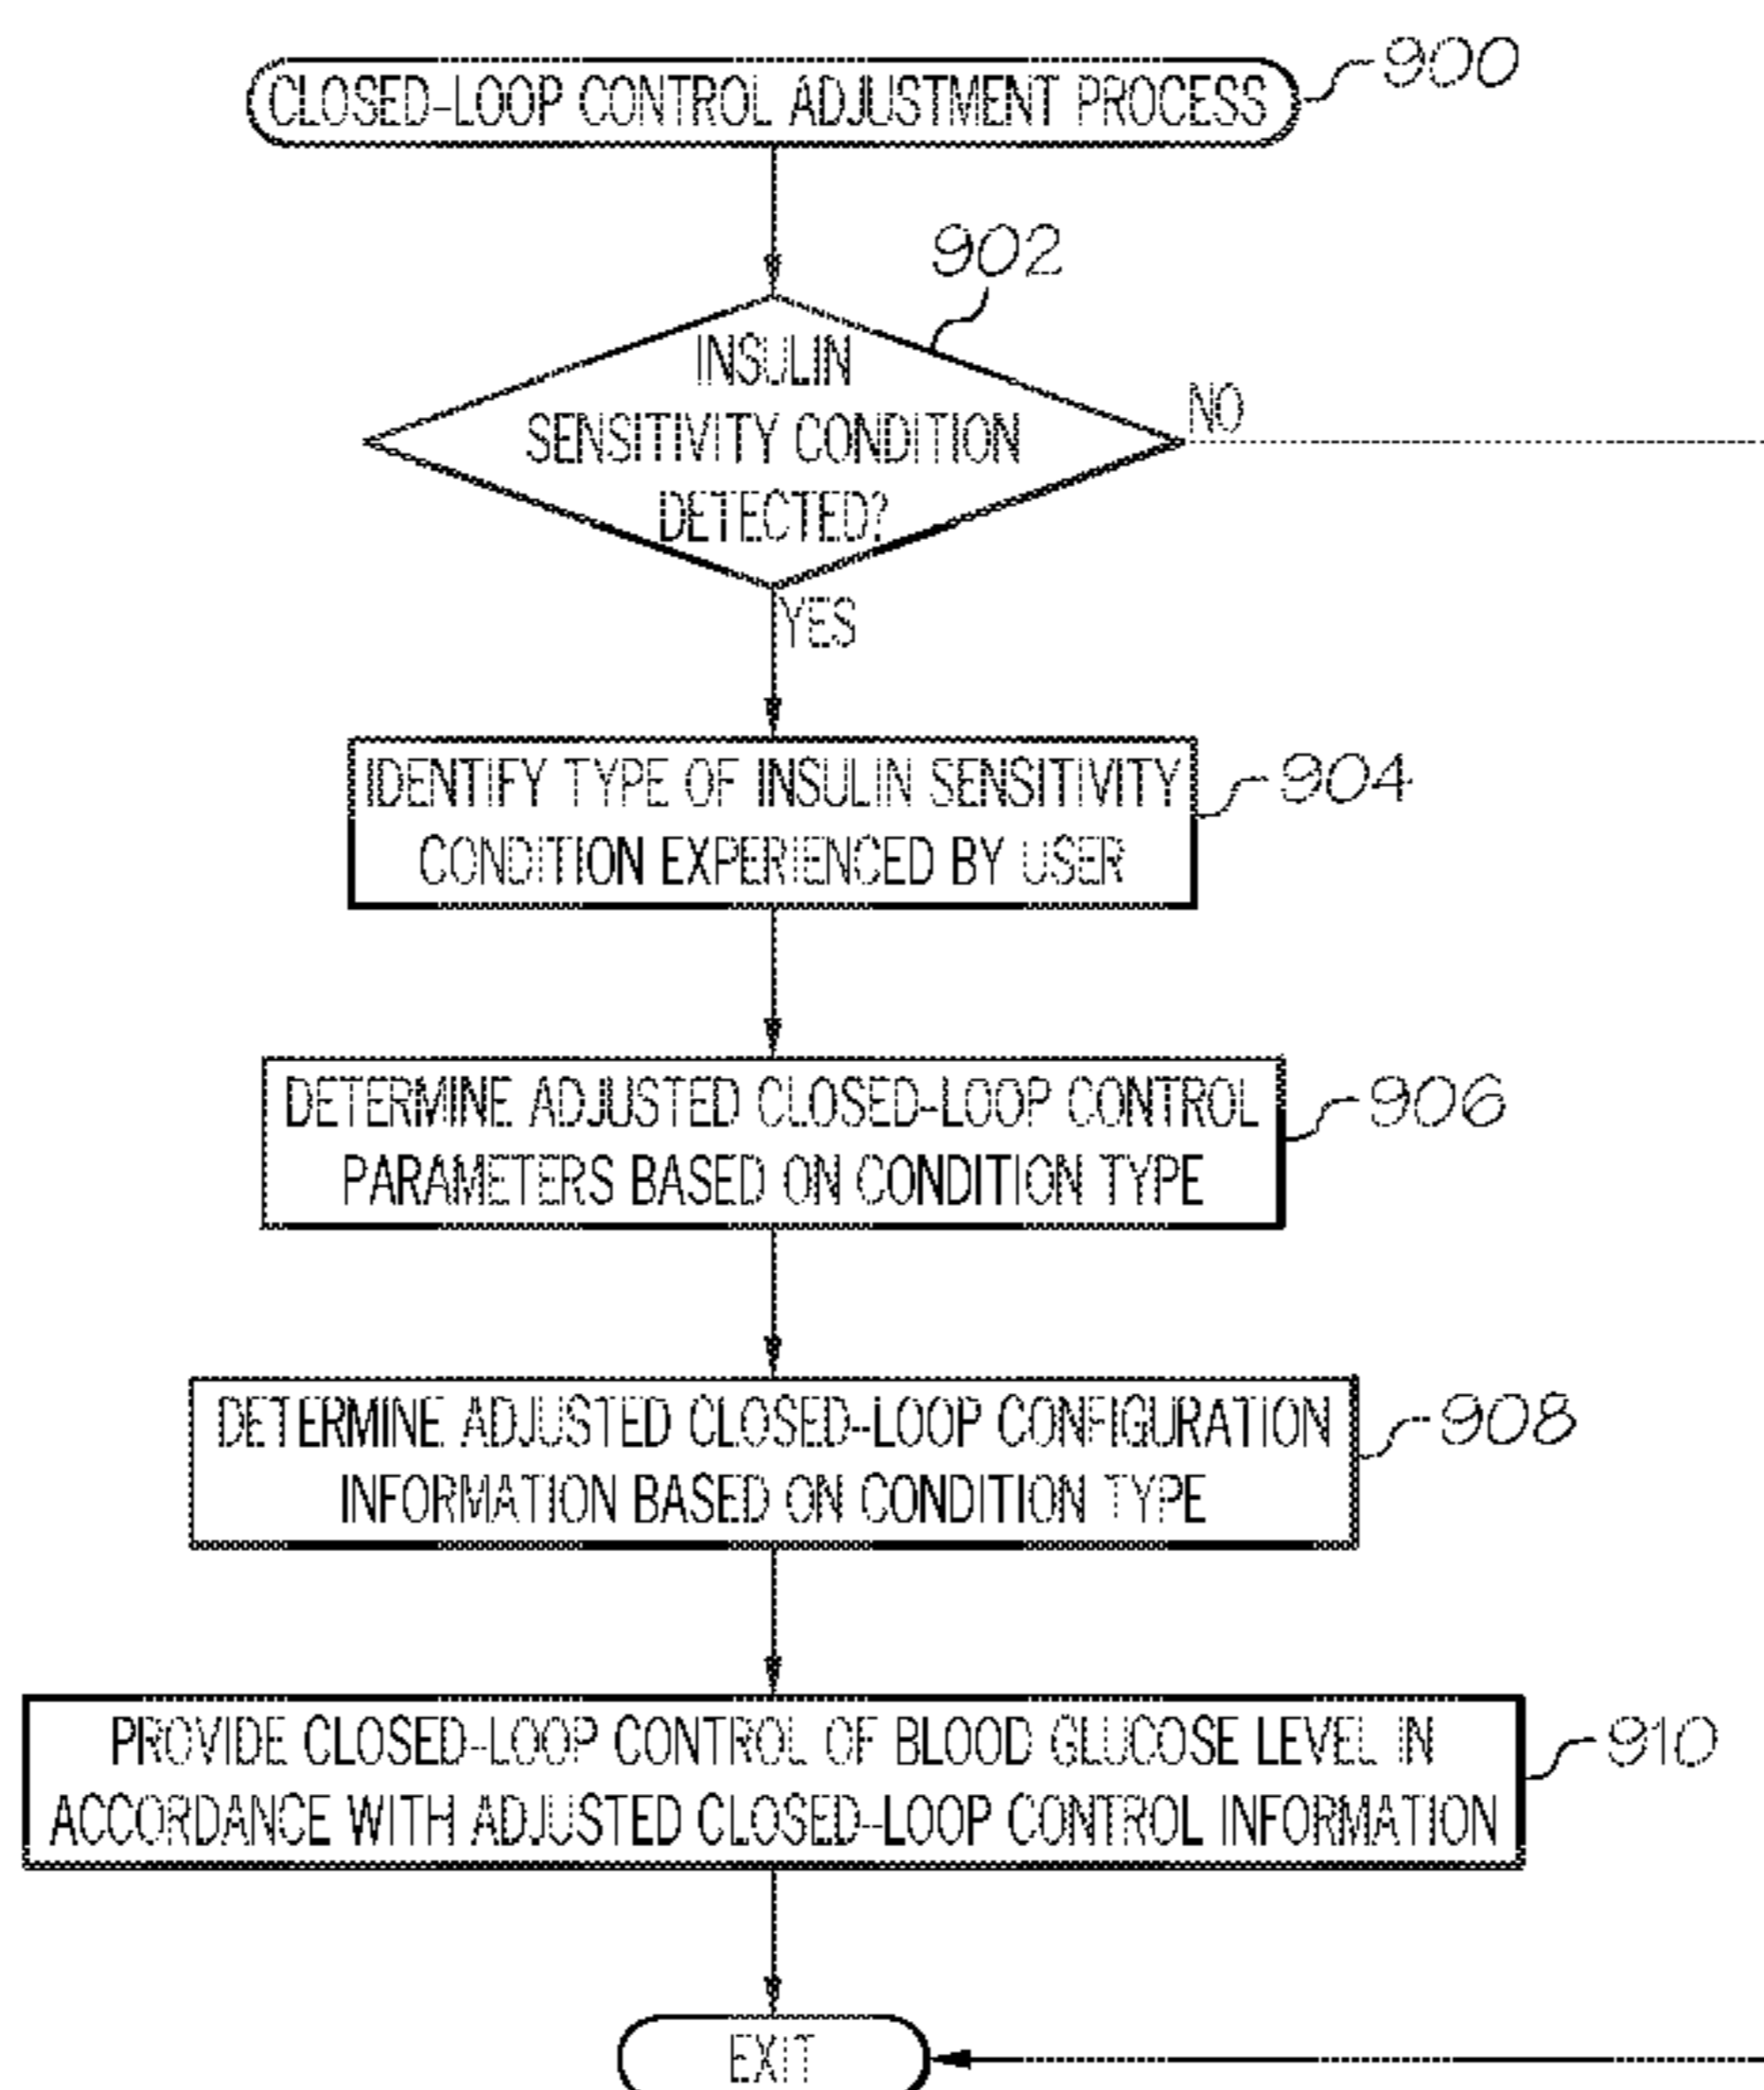 CLOSED-LOOP CONTROL ADJUSTMENT PROCESS
900
902
INSULIN
SENSITIVITY CONDITION
DETECTED?
NO
YES
IDENTIFY TYPE OF INSULIN SENSITIVITY
CONDITION EXPERIENCED BY USER
904
DETERMINE ADJUSTED CLOSED-LOOP CONTROL
PARAMETERS BASED ON CONDITION TYPE
906
DETERMINE ADJUSTED CLOSED-LOOP CONFIGURATION
INFORMATION BASED ON CONDITION TYPE
908
PROVIDE CLOSED-LOOP CONTROL OF BLOOD GLUCOSE LEVEL IN
ACCORDANCE WITH ADJUSTED CLOSED-LOOP CONTROL INFORMATION
910
EXIT